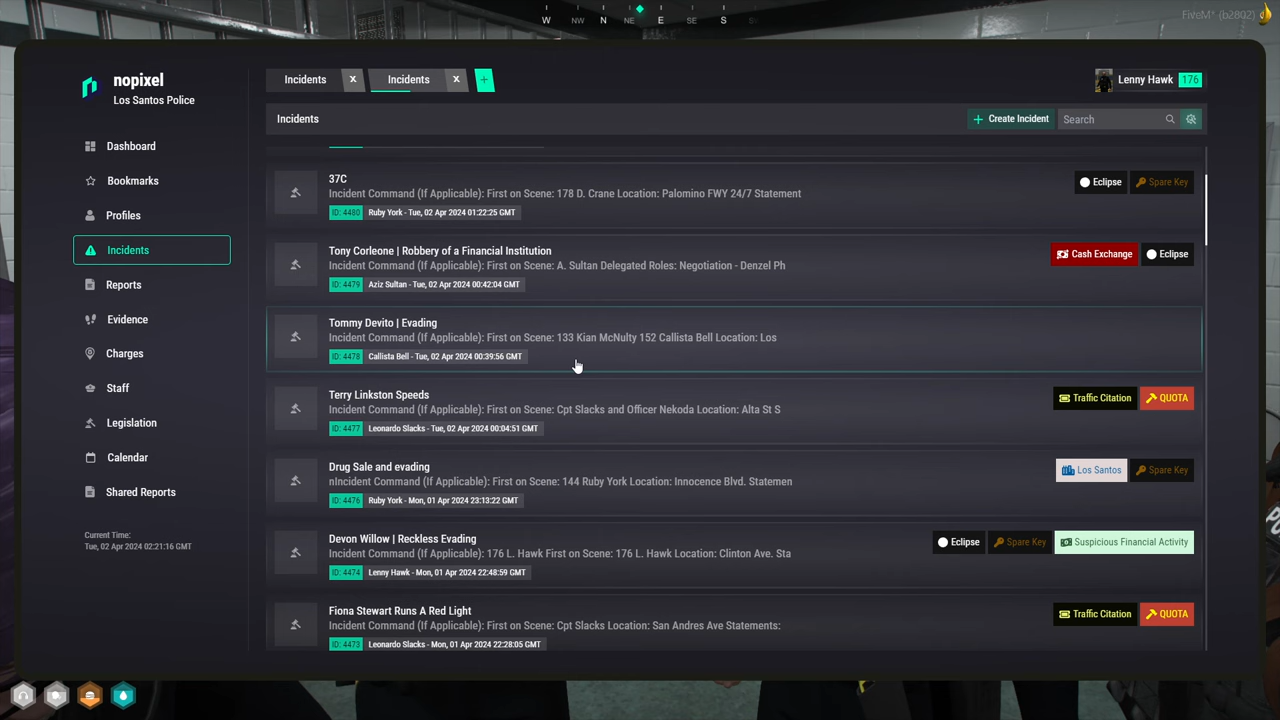 W NW N NE E SE S
FiveM* (b2802)
nopixel
Los Santos Police
Incidents x Incidents x +
Lenny Hawk 176
Incidents
+ Create Incident
Search
Dashboard
Bookmarks
Profiles
Incidents
Reports
Evidence
Charges
Staff
Legislation
Calendar
Shared Reports
Current Time:
Tue, 02 Apr 2024 02:21:16 GMT
37C
Incident Command (If Applicable): First on Scene: 178 D. Crane Location: Palomino FWY 24/7 Statement
ID: 4480 Ruby York - Tue, 02 Apr 2024 01:22:25 GMT
Eclipse Spare Key
Tony Corleone | Robbery of a Financial Institution
Incident Command (If Applicable): First on Scene: A. Sultan Delegated Roles: Negotiation - Denzel Ph
ID: 4479 Aziz Sultan - Tue, 02 Apr 2024 00:42:04 GMT
Cash Exchange Eclipse
Tommy Devito | Evading
Incident Command (If Applicable): First on Scene: 133 Kian McNulty 152 Callista Bell Location: Los
ID: 4478 Callista Bell - Tue, 02 Apr 2024 00:39:56 GMT
Terry Linkston Speeds
Incident Command (If Applicable): First on Scene: Cpt Slacks and Officer Nekoda Location: Alta St S
ID: 4477 Leonardo Slacks - Tue, 02 Apr 2024 00:04:51 GMT
Traffic Citation QUOTA
Drug Sale and evading
nIncident Command (If Applicable): First on Scene: 144 Ruby York Location: Innocence Blvd. Statemen
ID: 4476 Ruby York - Mon, 01 Apr 2024 23:13:22 GMT
Los Santos Spare Key
Devon Willow | Reckless Evading
Incident Command (If Applicable): 176 L. Hawk First on Scene: 176 L. Hawk Location: Clinton Ave. Sta
ID: 4474 Lenny Hawk - Mon, 01 Apr 2024 22:48:59 GMT
Eclipse Spare Key Suspicious Financial Activity
Fiona Stewart Runs A Red Light
Incident Command (If Applicable): First on Scene: Cpt Slacks Location: San Andres Ave Statements:
ID: 4473 Leonardo Slacks - Mon, 01 Apr 2024 22:28:05 GMT
Traffic Citation QUOTA